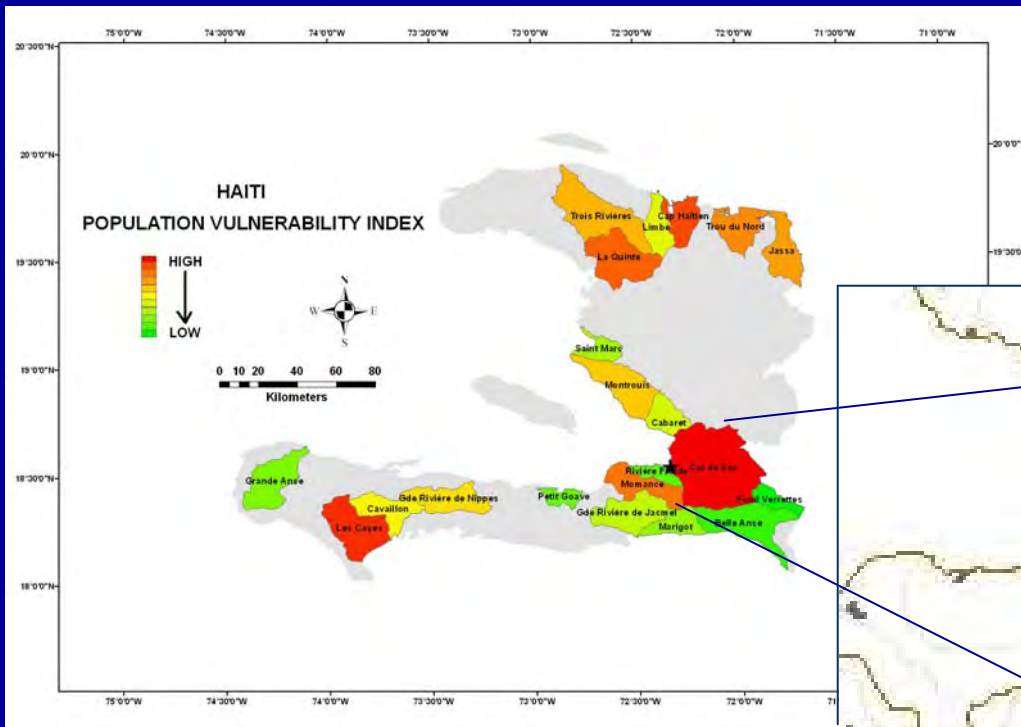 75°0'0"W 74°30'0"W 74°0'0"W 73°30'0"W 73°0'0"W 72°30'0"W 72°0'0"W 71°30'0"W 71°0'0"W
20°30'0"N
20°0'0"N 20°0'0"N
HAITI
POPULATION VULNERABILITY INDEX
HIGH
LOW
N
W E
S
0 5 10 20 40 60 80
Kilometers
Trois Rivieres
Limbe
Cap Haitien
Trou du Nord
Jassa
La Quinte
19°30'0"N 19°30'0"N
19°0'0"N
Saint Marc
Montrouis
Cabaret
18°30'0"N
Grande Anse
Cavaillon
Gde Rivière de Nippes
Les Cayes
Petit Goave
Momance
Gde Rivière de Jacmel
Marigot
Belle Anse
Verrettes
18°0'0"N
75°0'0"W 74°30'0"W 74°0'0"W 73°30'0"W 73°0'0"W 72°30'0"W 72°0'0"W